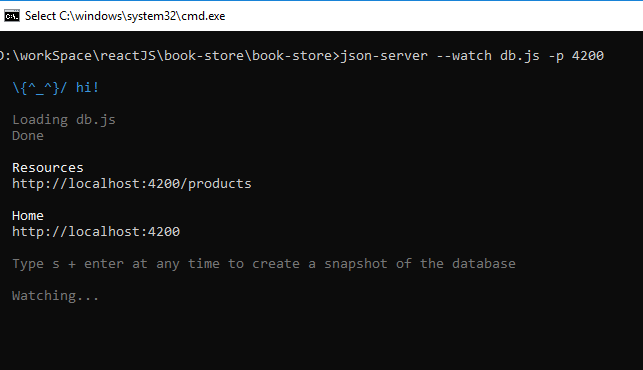 Select C:\windows\system32\cmd.exe
D:\workSpace\reactJS\book-store\book-store>json-server --watch db.js -p 4200
\{^_^}/ hi!
Loading db.js
Done
Resources
http://localhost:4200/products
Home
http://localhost:4200
Type s + enter at any time to create a snapshot of the database
Watching...